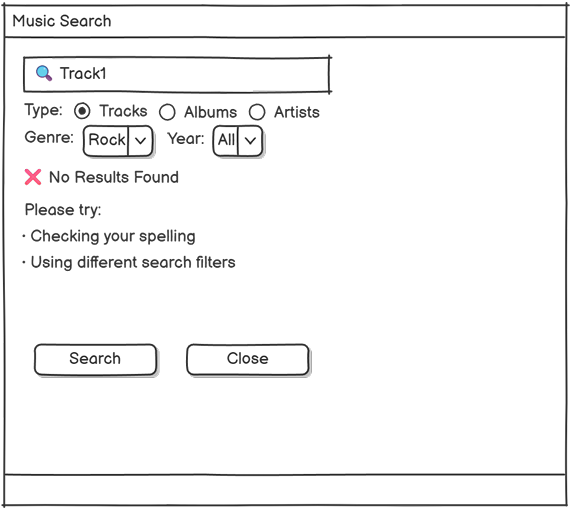 Music Search
Track1
Type: Tracks Albums Artists
Genre: Rock Year: All
No Results Found
Please try:
· Checking your spelling
· Using different search filters
Search Close